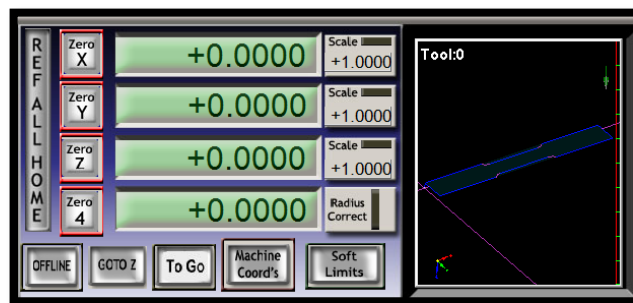 REF ALL HOME
Zero X
+0.0000
Scale
+1.0000
Zero Y
+0.0000
Scale
+1.0000
Zero Z
+0.0000
Scale
+1.0000
Zero 4
+0.0000
Radius Correct
OFFLINE
GOTO Z
To Go
Machine Coord's
Soft Limits
Tool:0